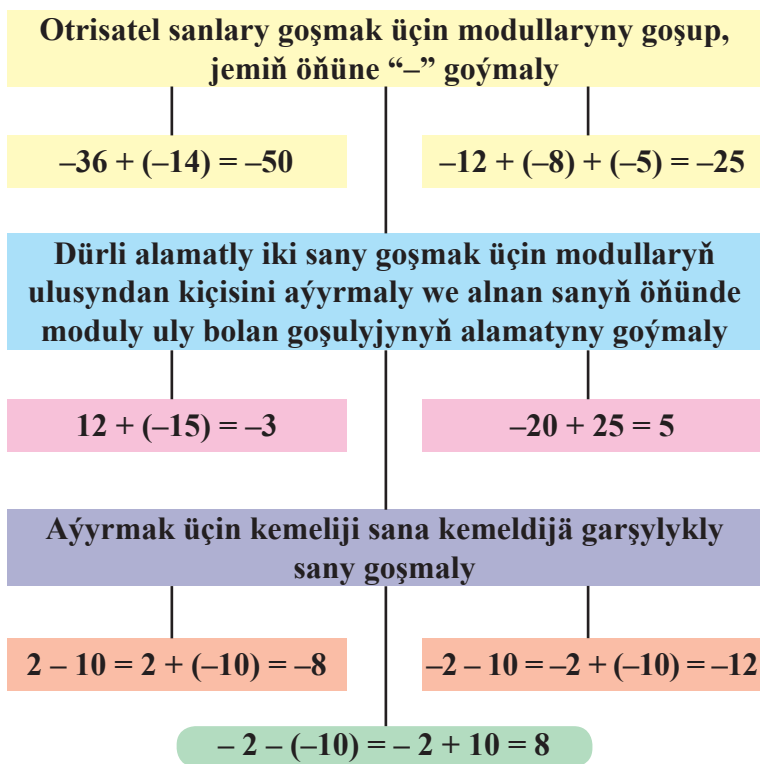 Otrisatel sanlary goşmak üçin modullaryny goşup,
jemiň öňüne “–” goýmaly
–36 + (–14) = –50
–12 + (–8) + (–5) = –25
Dürli alamatly iki sany goşmak üçin modullaryň
ulusyndan kiçisini aýyrmaly we alnan sanyň öňünde
moduly uly bolan goşulyjynyň alamatyny goýmaly
12 + (–15) = –3
–20 + 25 = 5
Aýyrmak üçin kemeliji sana kemeldijä garşylykly
sany goşmaly
2 – 10 = 2 + (–10) = –8
–2 – 10 = –2 + (–10) = –12
– 2 – (–10) = – 2 + 10 = 8